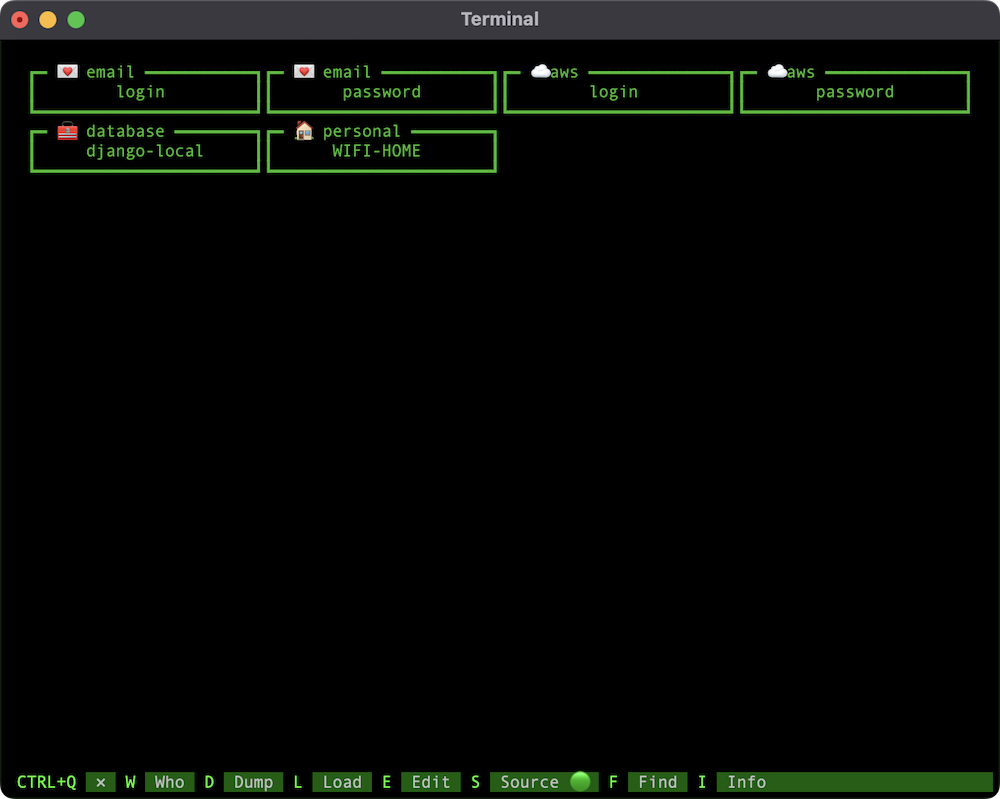 Terminal
💌 email 💌 email ☁️aws ☁️aws
login password login password
🧰 database 🏠 personal
django-local WIFI-HOME
CTRL+Q × W Who D Dump L Load E Edit S Source 🟢 F Find I Info